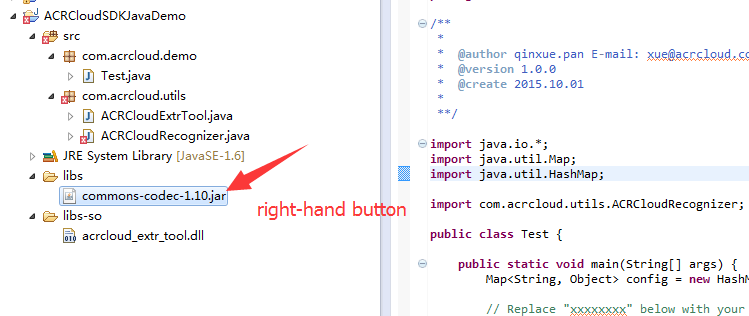 ACRCloudSDKJavaDemo
src
com.acrcloud.demo
Test.java
com.acrcloud.utils
ACRCloudExtrTool.java
ACRCloudRecognizer.java
JRE System Library [JavaSE-1.6]
libs
commons-codec-1.10.jar
libs-so
acrcloud_extr_tool.dll
right-hand button
/**
*
* @author qinxue.pan E-mail: xue@acrcloud.co
* @version 1.0.0
* @create 2015.10.01
*
**/
import java.io.*;
import java.util.Map;
import java.util.HashMap;
import com.acrcloud.utils.ACRCloudRecognizer;
public class Test {
public static void main(String[] args) {
Map<String, Object> config = new HashM
// Replace "xxxxxxxx" below with your